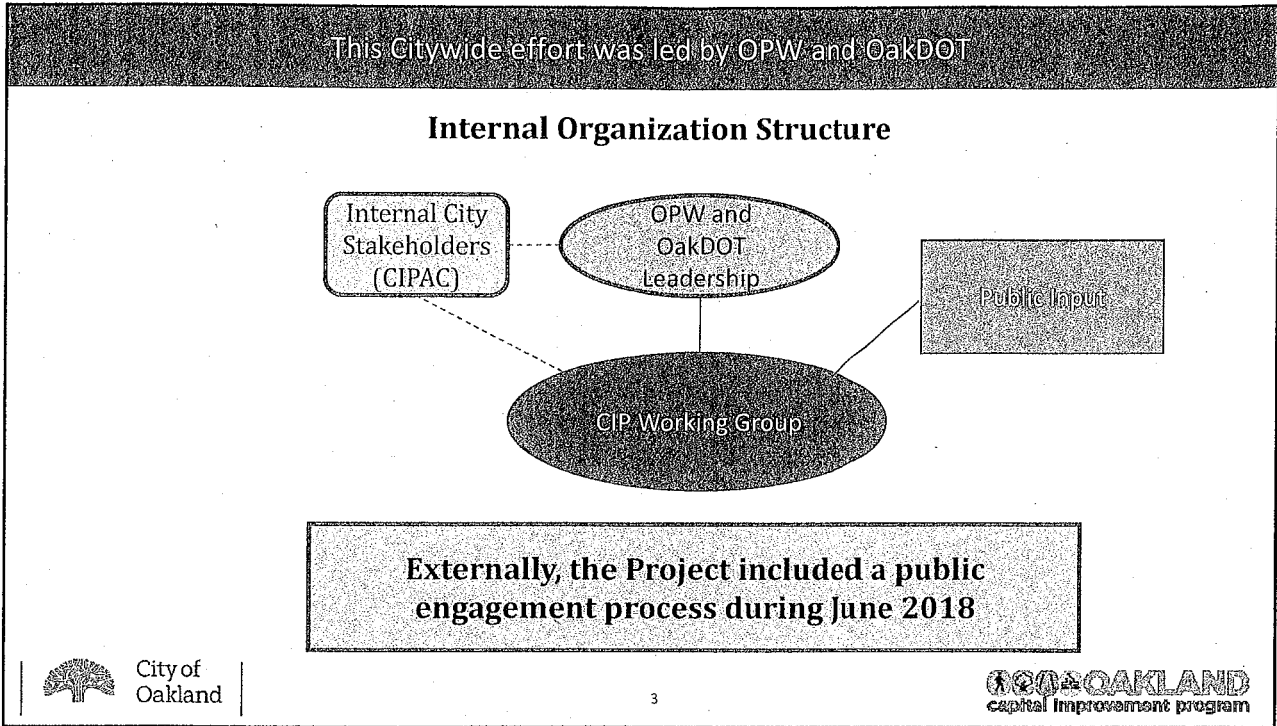 This Citywide effort was led by OPW and OakDOT
Internal Organization Structure
Internal City
Stakeholders
(CIPAC)
OPW and
OakDOT
Leadership
Public Input
CIP Working Group
Externally, the Project included a public
engagement process during June 2018
City of
Oakland
3
OAKLAND
capital improvement program